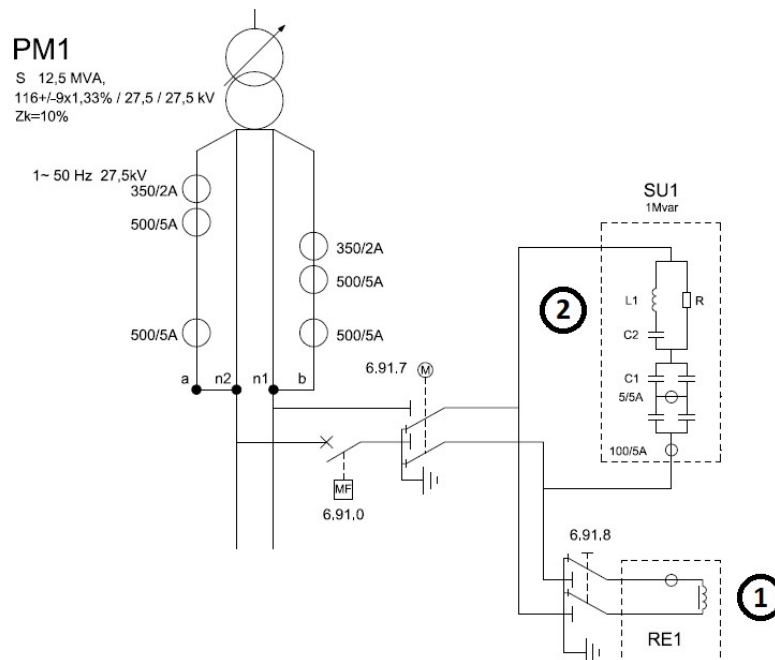 PM1
S 12,5 MVA,
116+/-9x1,33% / 27,5 / 27,5 kV
Zk=10%
1~ 50 Hz 27,5kV
350/2A
500/5A
350/2A
500/5A
500/5A
500/5A
a n2 n1 b
SU1
1Mvar
2
L1
R
C2
C1
5/5A
100/5A
6.91.7
M
MF
6,91,0
6,91,8
1
RE1